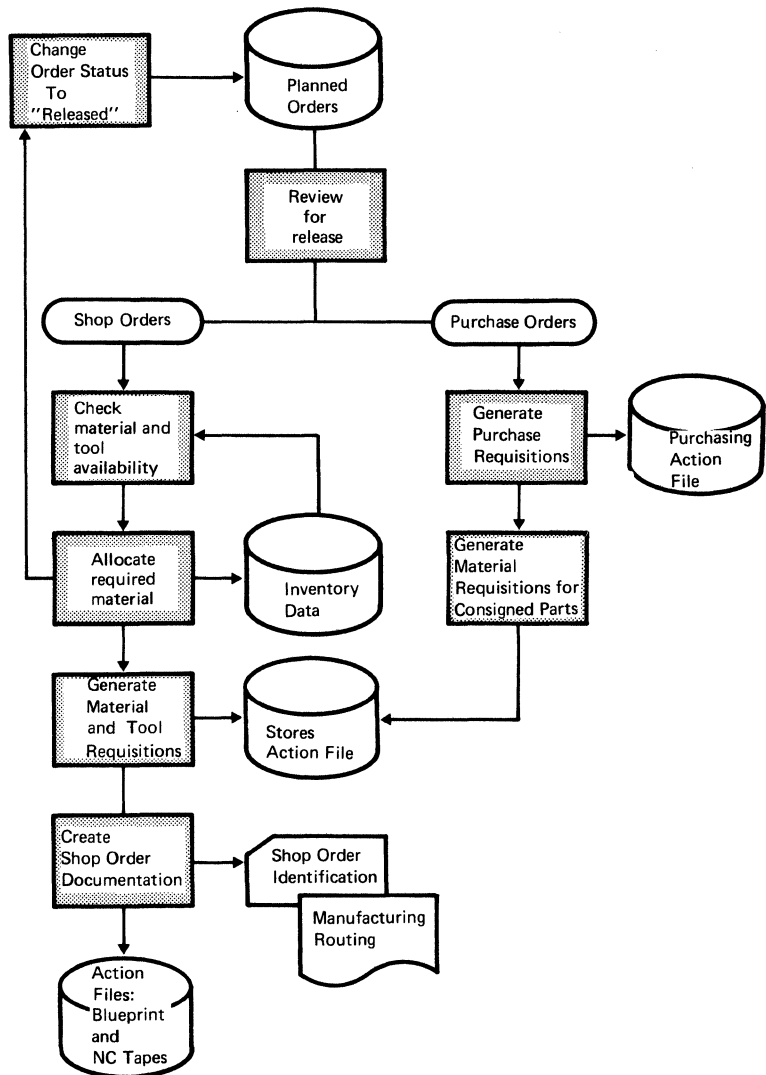 Change
Order Status
To
"Released"
Planned
Orders
Review
for
release
Shop Orders
Purchase Orders
Check
material and
tool
availability
Generate
Purchase
Requisitions
Purchasing
Action
File
Allocate
required
material
Inventory
Data
Generate
Material
Requisitions for
Consigned Parts
Generate
Material
and Tool
Requisitions
Stores
Action File
Create
Shop Order
Documentation
Shop Order
Identification
Manufacturing
Routing
Action
Files:
Blueprint
and
NC Tapes